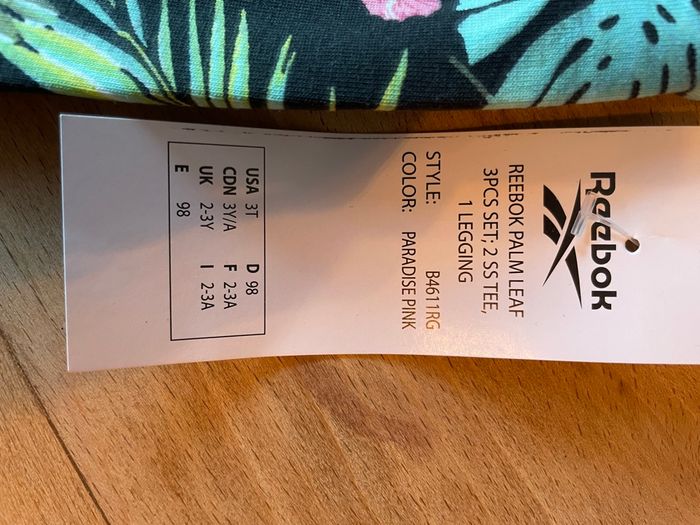 Reebok
REEBOK PALM LEAF
3PCS SET; 2 SS TEE,
1 LEGGING
STYLE: B4611RG
COLOR: PARADISE PINK
USA 3T D 98
CDN 3Y/A F 2-3A
UK 2-3Y I 2-3A
E 98